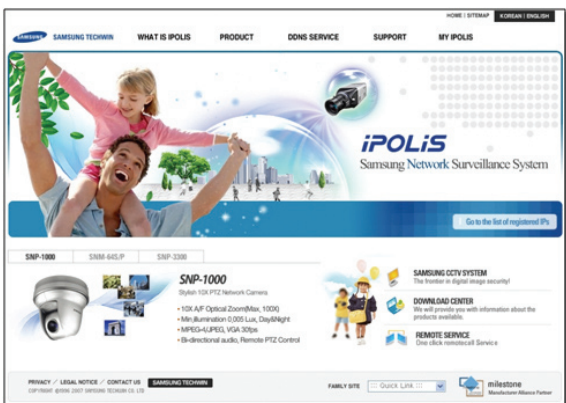 HOME | SITEMAP KOREAN | ENGLISH
SAMSUNG SAMSUNG TECHWIN WHAT IS IPOLIS PRODUCT DDNS SERVICE SUPPORT MY IPOLIS
iPOLiS
Samsung Network Surveillance System
Go to the list of registered IPs
SNP-1000 SNM-645/P SNP-3300
SNP-1000
Stylish 10X PTZ Network Camera
• 10X A/F Optical Zoom(Max, 100X)
• Min,illumination 0,005 Lux, Day&Night
• MPEG-4/JPEG, VGA 30fps
• Bi-directional audio, Remote PTZ Control
SAMSUNG CCTV SYSTEM
The frontier in digital image security!
DOWNLOAD CENTER
We will provide you with information about the
products available.
REMOTE SERVICE
One click remotecall Service
PRIVACY / LEGAL NOTICE / CONTACT US SAMSUNG TECHWIN
COPYRIGHT 2007 SAMSUNG TECHWIN CO. LTD
FAMILY SITE ::: Quick Link :::
milestone
Manufacturer Alliance Partner